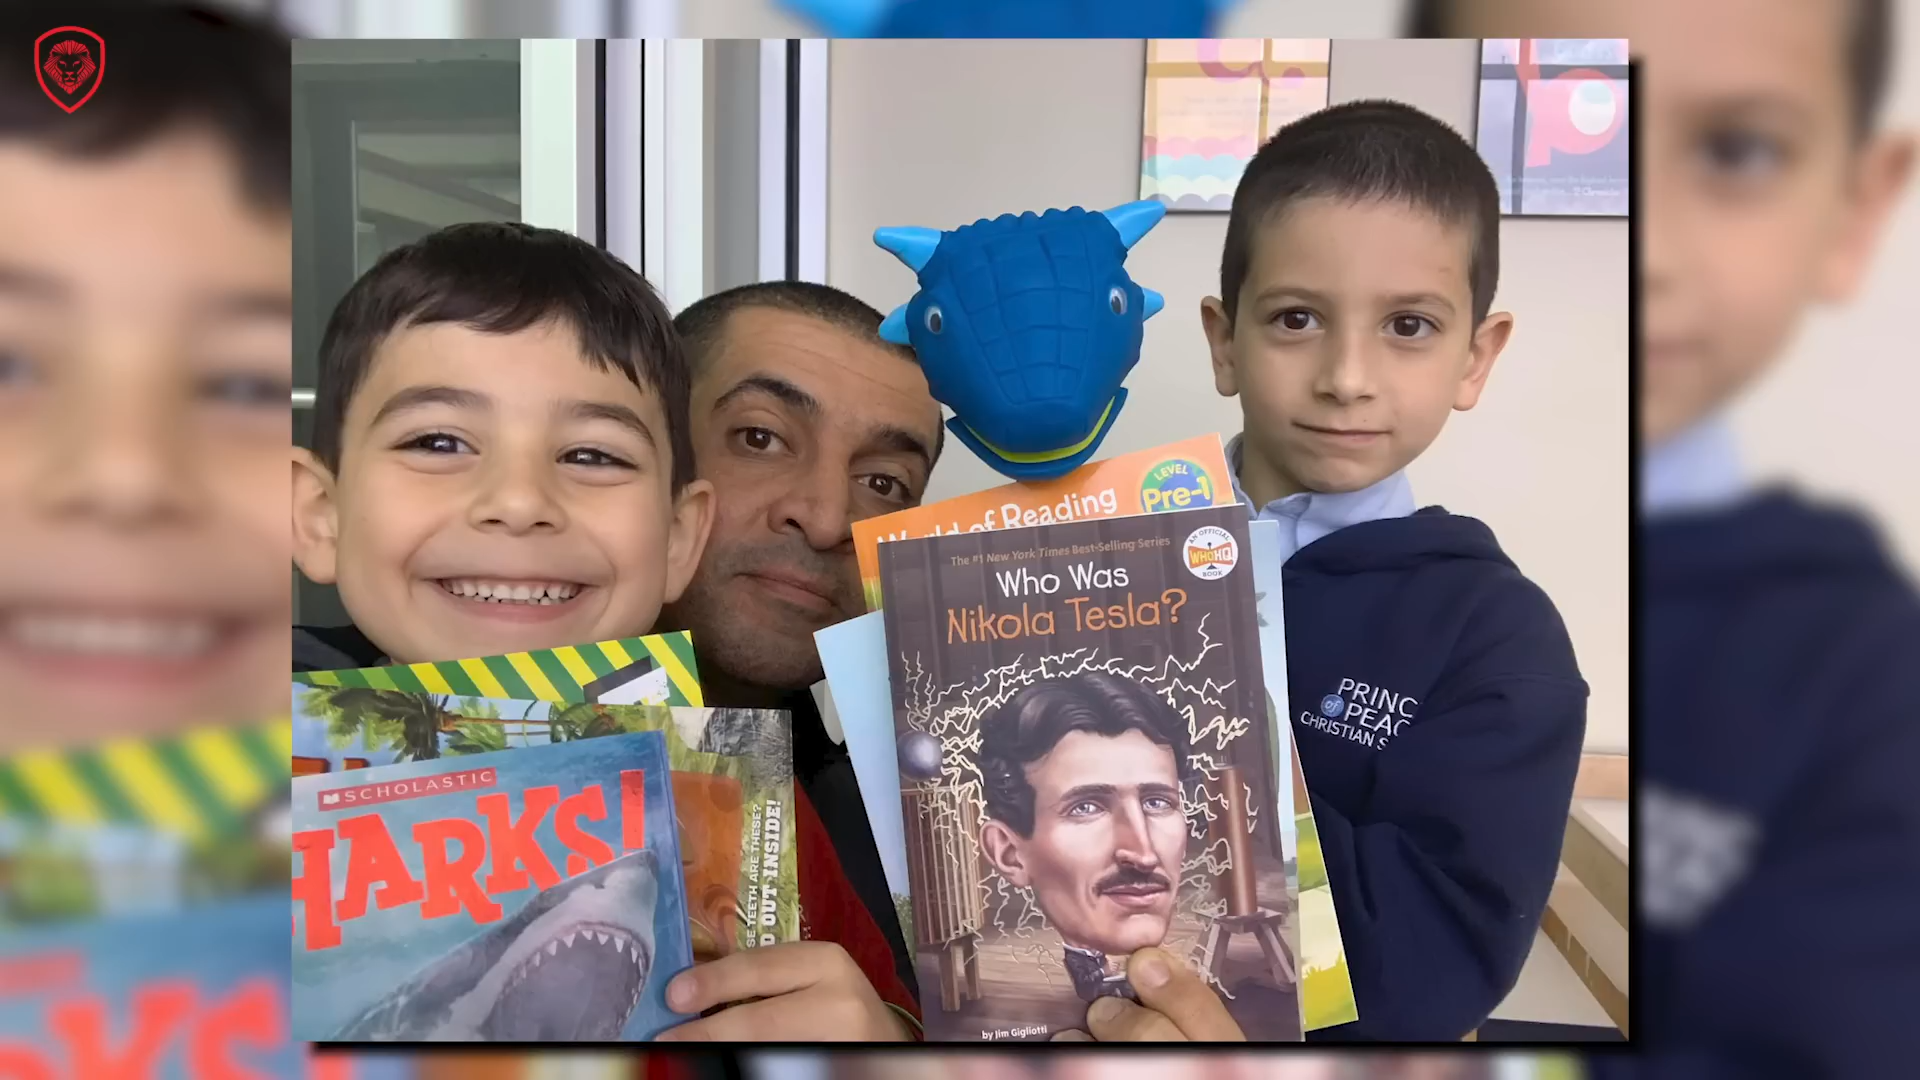 World of Reading
LEVEL
Pre-1
The #1 New York Times Best-Selling Series
AN OFFICIAL
WHOHQ
BOOK
Who Was
Nikola Tesla?
by Jim Gigliotti
PRINC
of PEAC
CHRISTIAN S
SCHOLASTIC
HARKS!
SE TEETH ARE THESE?
D OUT INSIDE!